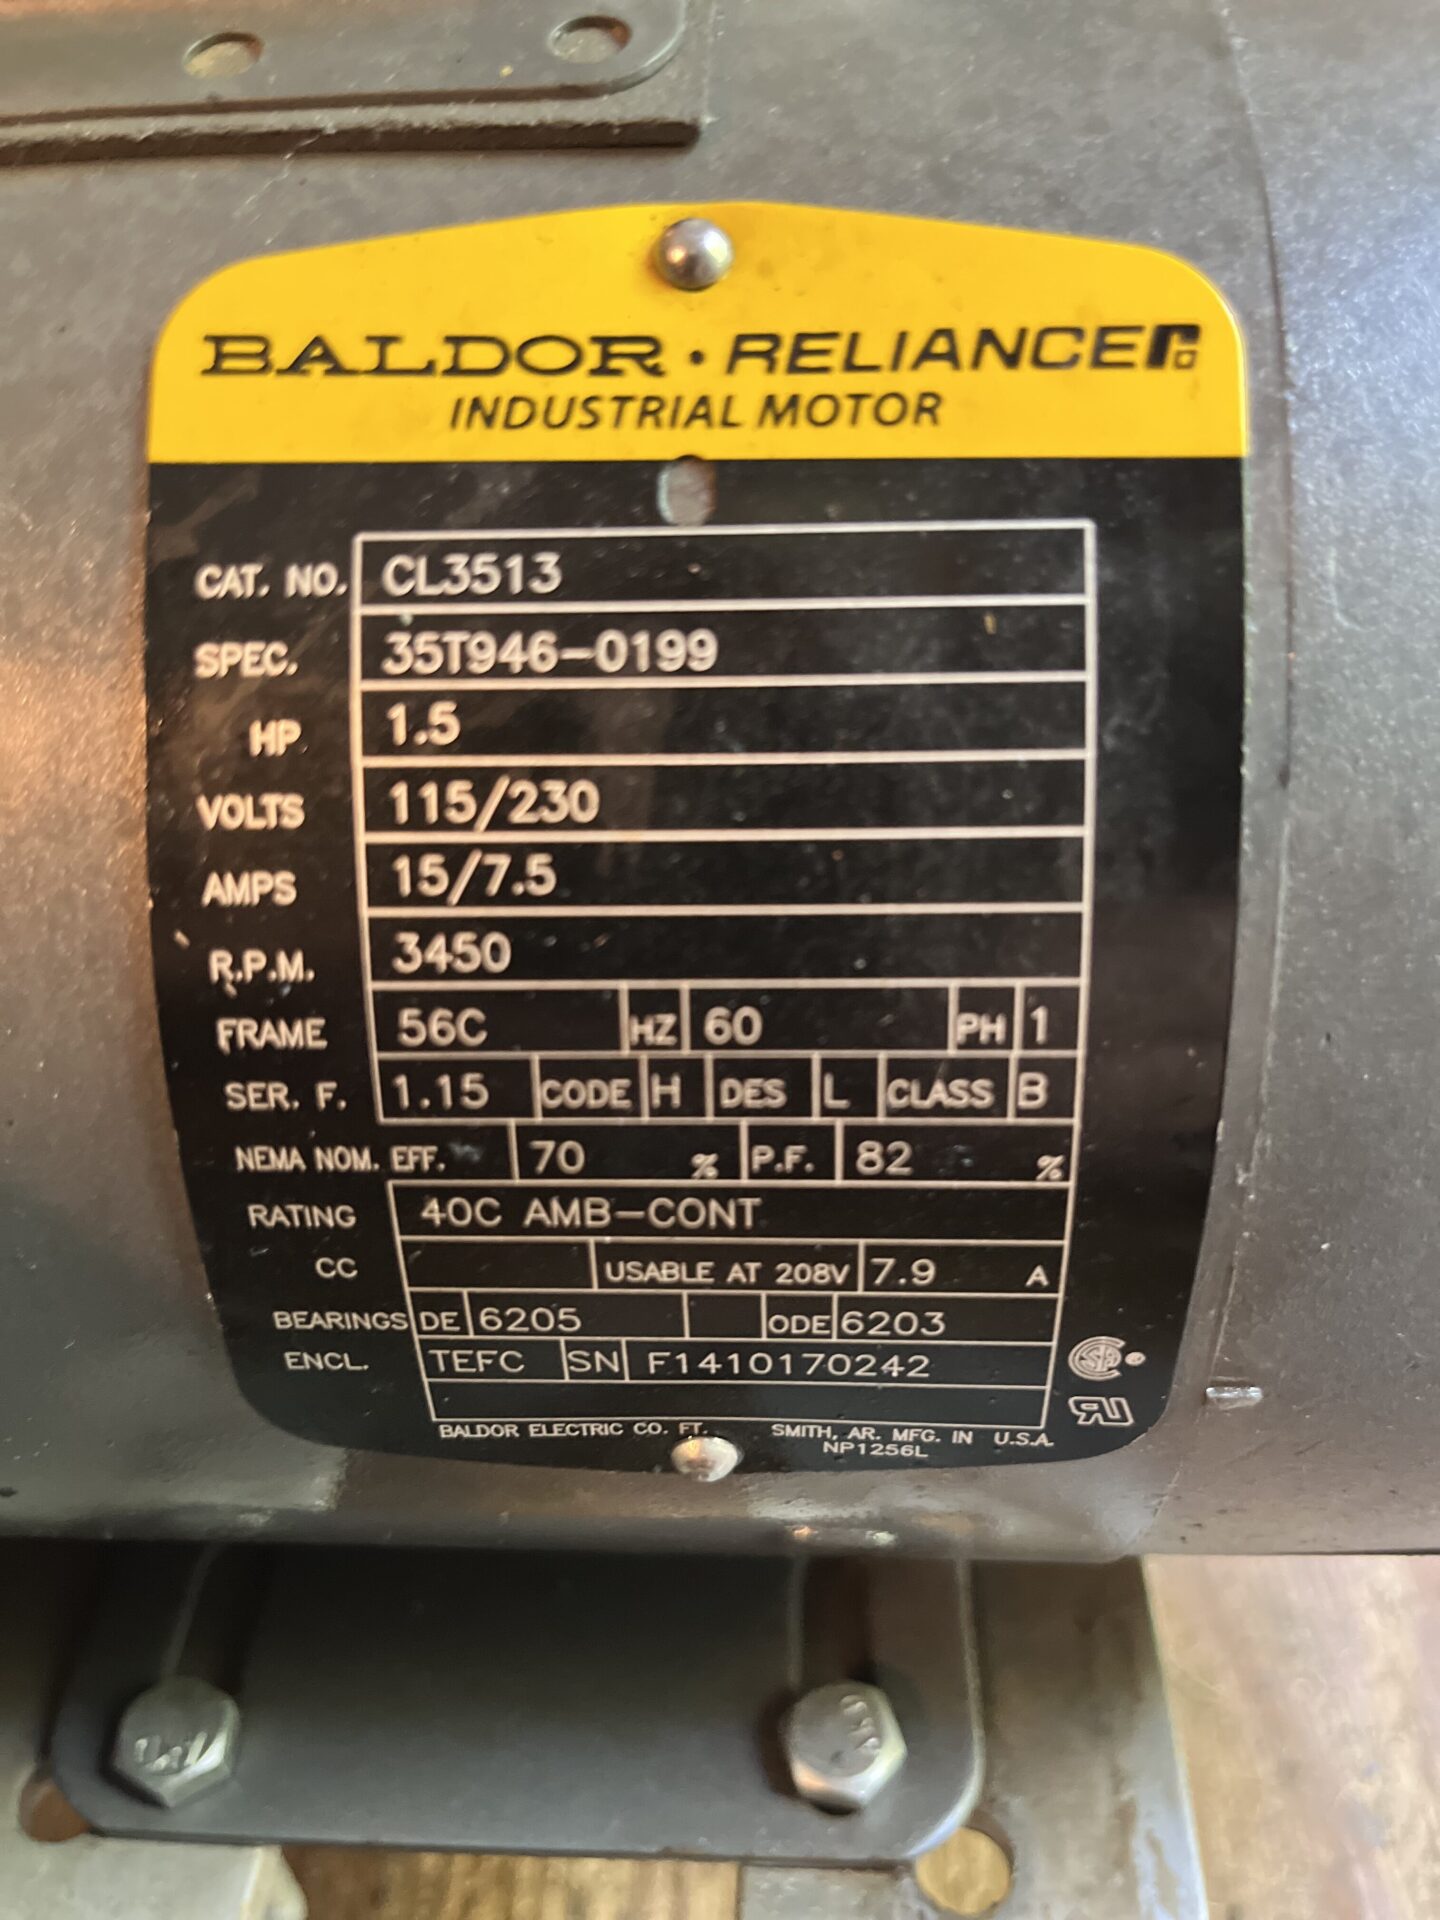 BALDOR • RELIANCE
INDUSTRIAL MOTOR
CAT. NO. CL3513
SPEC. 35T946-0199
HP 1.5
VOLTS 115/230
AMPS 15/7.5
R.P.M. 3450
FRAME 56C HZ 60 PH 1
SER. F. 1.15 CODE H DES L CLASS B
NEMA NOM. EFF. 70 % P.F. 82 %
RATING 40C AMB-CONT
CC USABLE AT 208V 7.9 A
BEARINGS DE 6205 ODE 6203
ENCL. TEFC SN F1410170242
BALDOR ELECTRIC CO. FT. SMITH, AR. MFG. IN U.S.A.
NP1256L